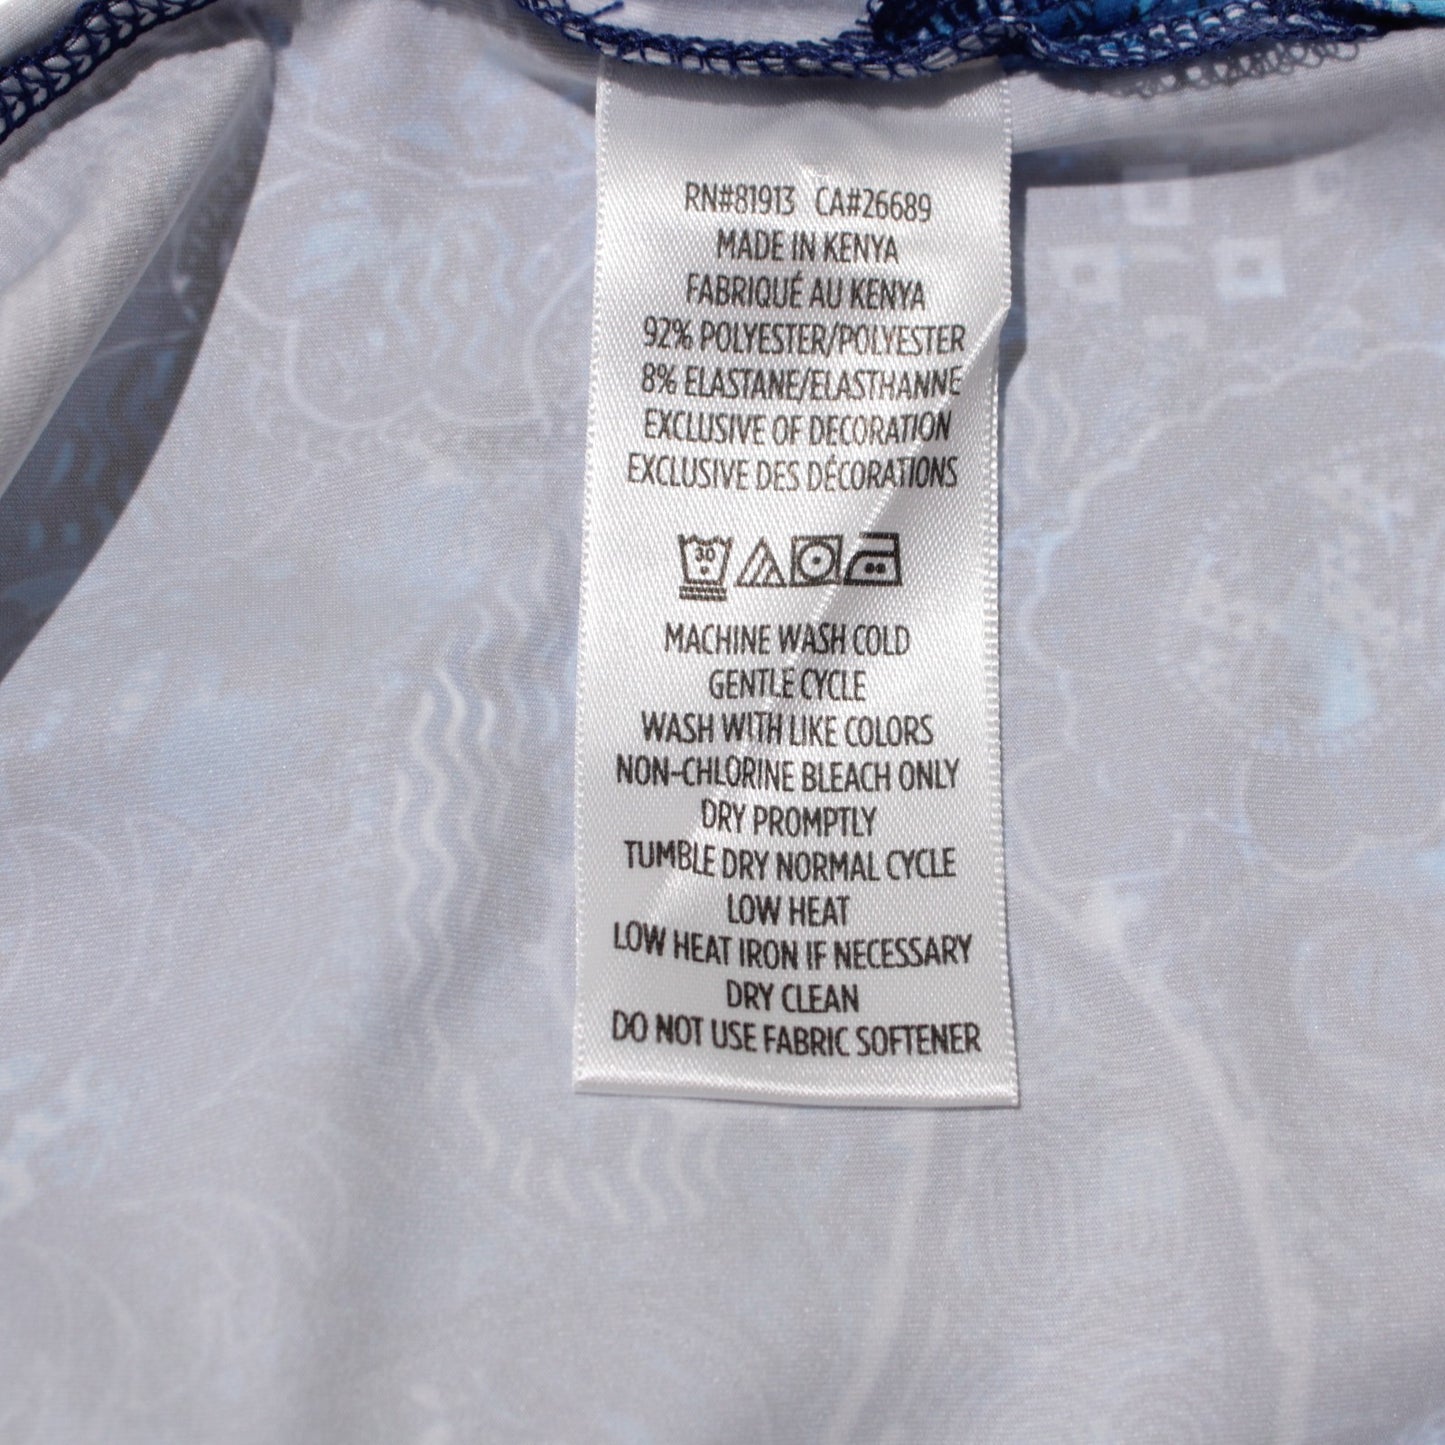 RN#81913 CA#26689
MADE IN KENYA
FABRIQUÉ AU KENYA
92% POLYESTER/POLYESTER
8% ELASTANE/ELASTHANNE
EXCLUSIVE OF DECORATION
EXCLUSIVE DES DÉCORATIONS
30
MACHINE WASH COLD
GENTLE CYCLE
WASH WITH LIKE COLORS
NON-CHLORINE BLEACH ONLY
DRY PROMPTLY
TUMBLE DRY NORMAL CYCLE
LOW HEAT
LOW HEAT IRON IF NECESSARY
DRY CLEAN
DO NOT USE FABRIC SOFTENER